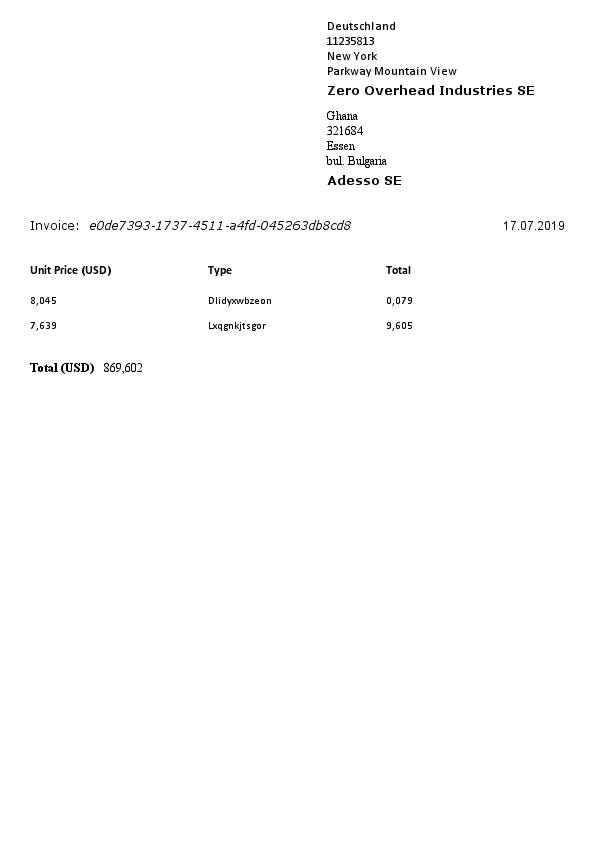 Deutschland
11235813
New York
Parkway Mountain View
Zero Overhead Industries SE
Ghana
321684
Essen
bul. Bulgaria
Adesso SE
Invoice: e0de7393-1737-4511-a4fd-045263db8cd8 17.07.2019
Unit Price (USD) Type Total
8,045 Dlidyxwbzeon 0,079
7,639 Lxqgnkjtsgor 9,605
Total (USD) 869,602